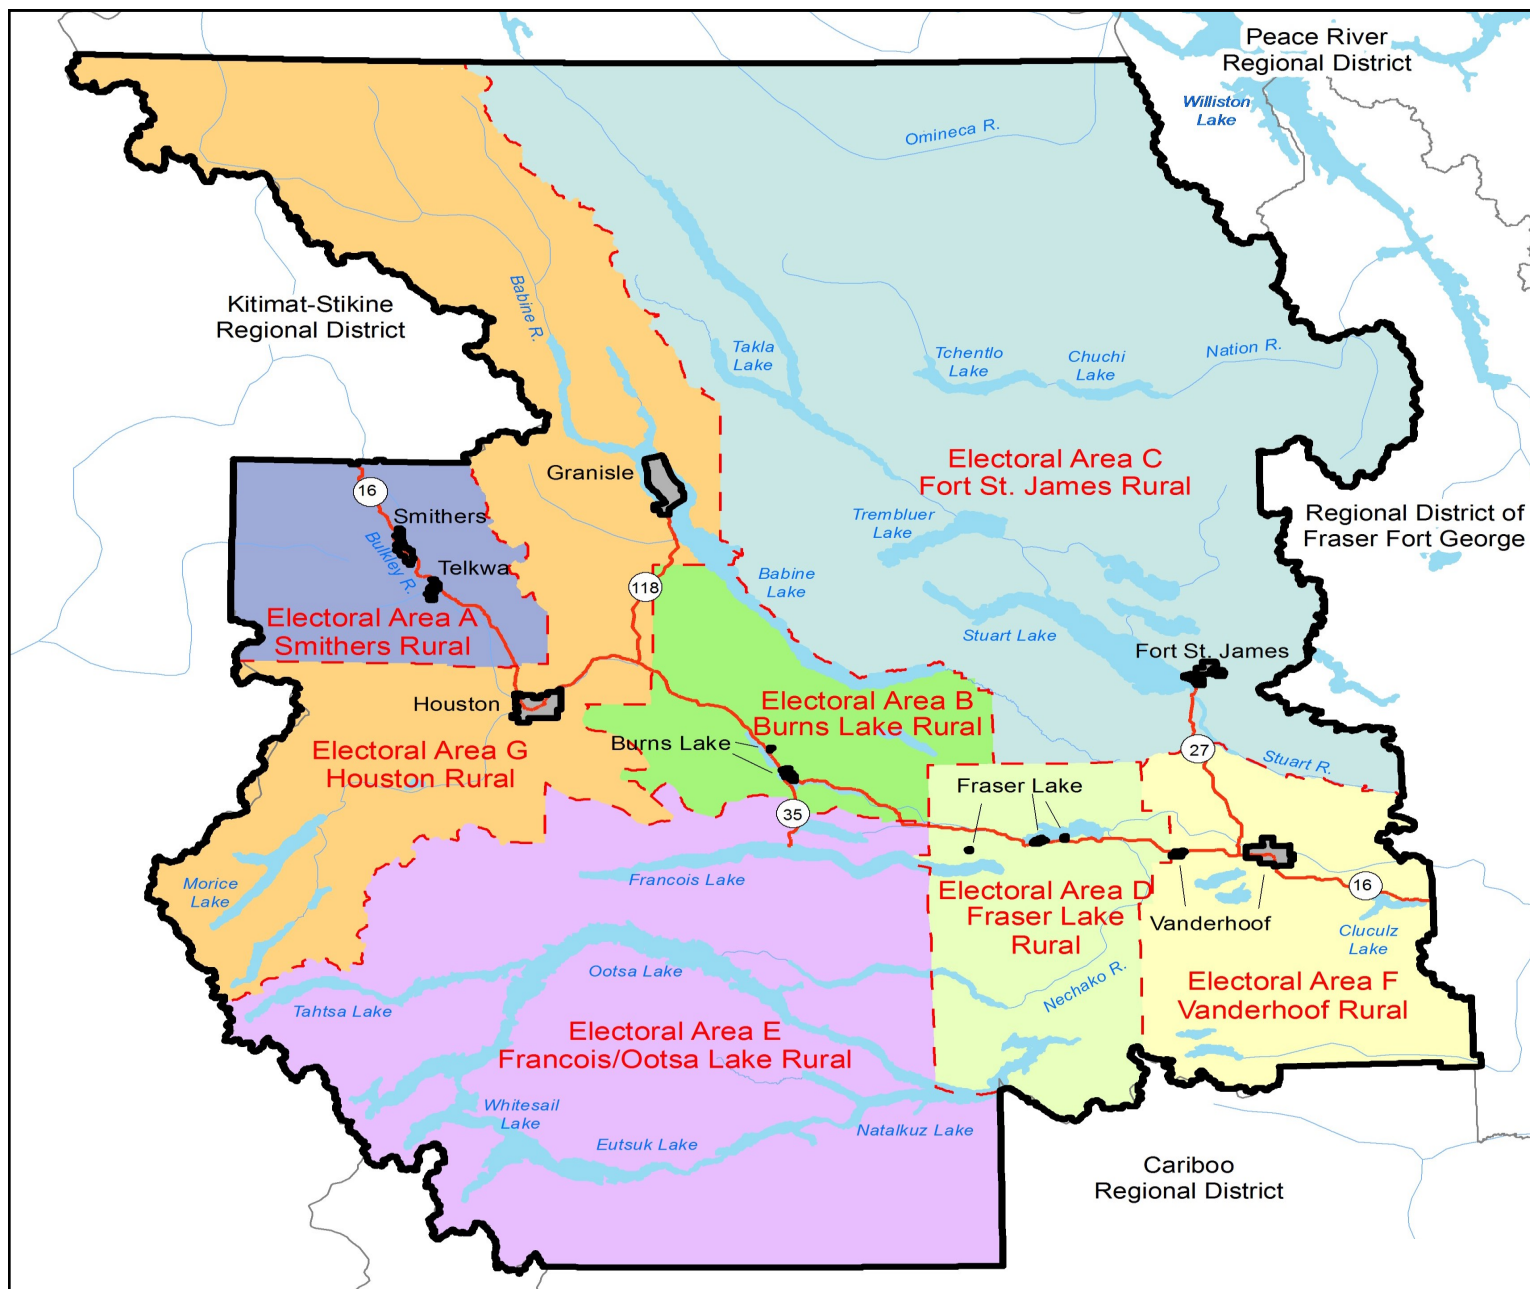 Peace River
Regional District
Williston
Lake
Omineca R.
Kitimat-Stikine
Regional District
Babine R.
Takla
Lake
Tchentlo
Lake
Chuchi
Lake
Nation R.
Granisle
Electoral Area C
Fort St. James Rural
16
Smithers
Bulkley R.
Telkwa
Trembluer
Lake
Regional District of
Fraser Fort George
118
Babine
Lake
Electoral Area A
Smithers Rural
Stuart Lake
Fort St. James
Houston
Electoral Area B
Burns Lake Rural
Electoral Area G
Houston Rural
Burns Lake
27
Stuart R.
Fraser Lake
35
Francois Lake
Morice
Lake
Electoral Area D
Fraser Lake
Rural
16
Vanderhoof
Cluculz
Lake
Ootsa Lake
Nechako R.
Electoral Area F
Vanderhoof Rural
Tahtsa Lake
Electoral Area E
Francois/Ootsa Lake Rural
Whitesail
Lake
Eutsuk Lake
Natalkuz Lake
Cariboo
Regional District